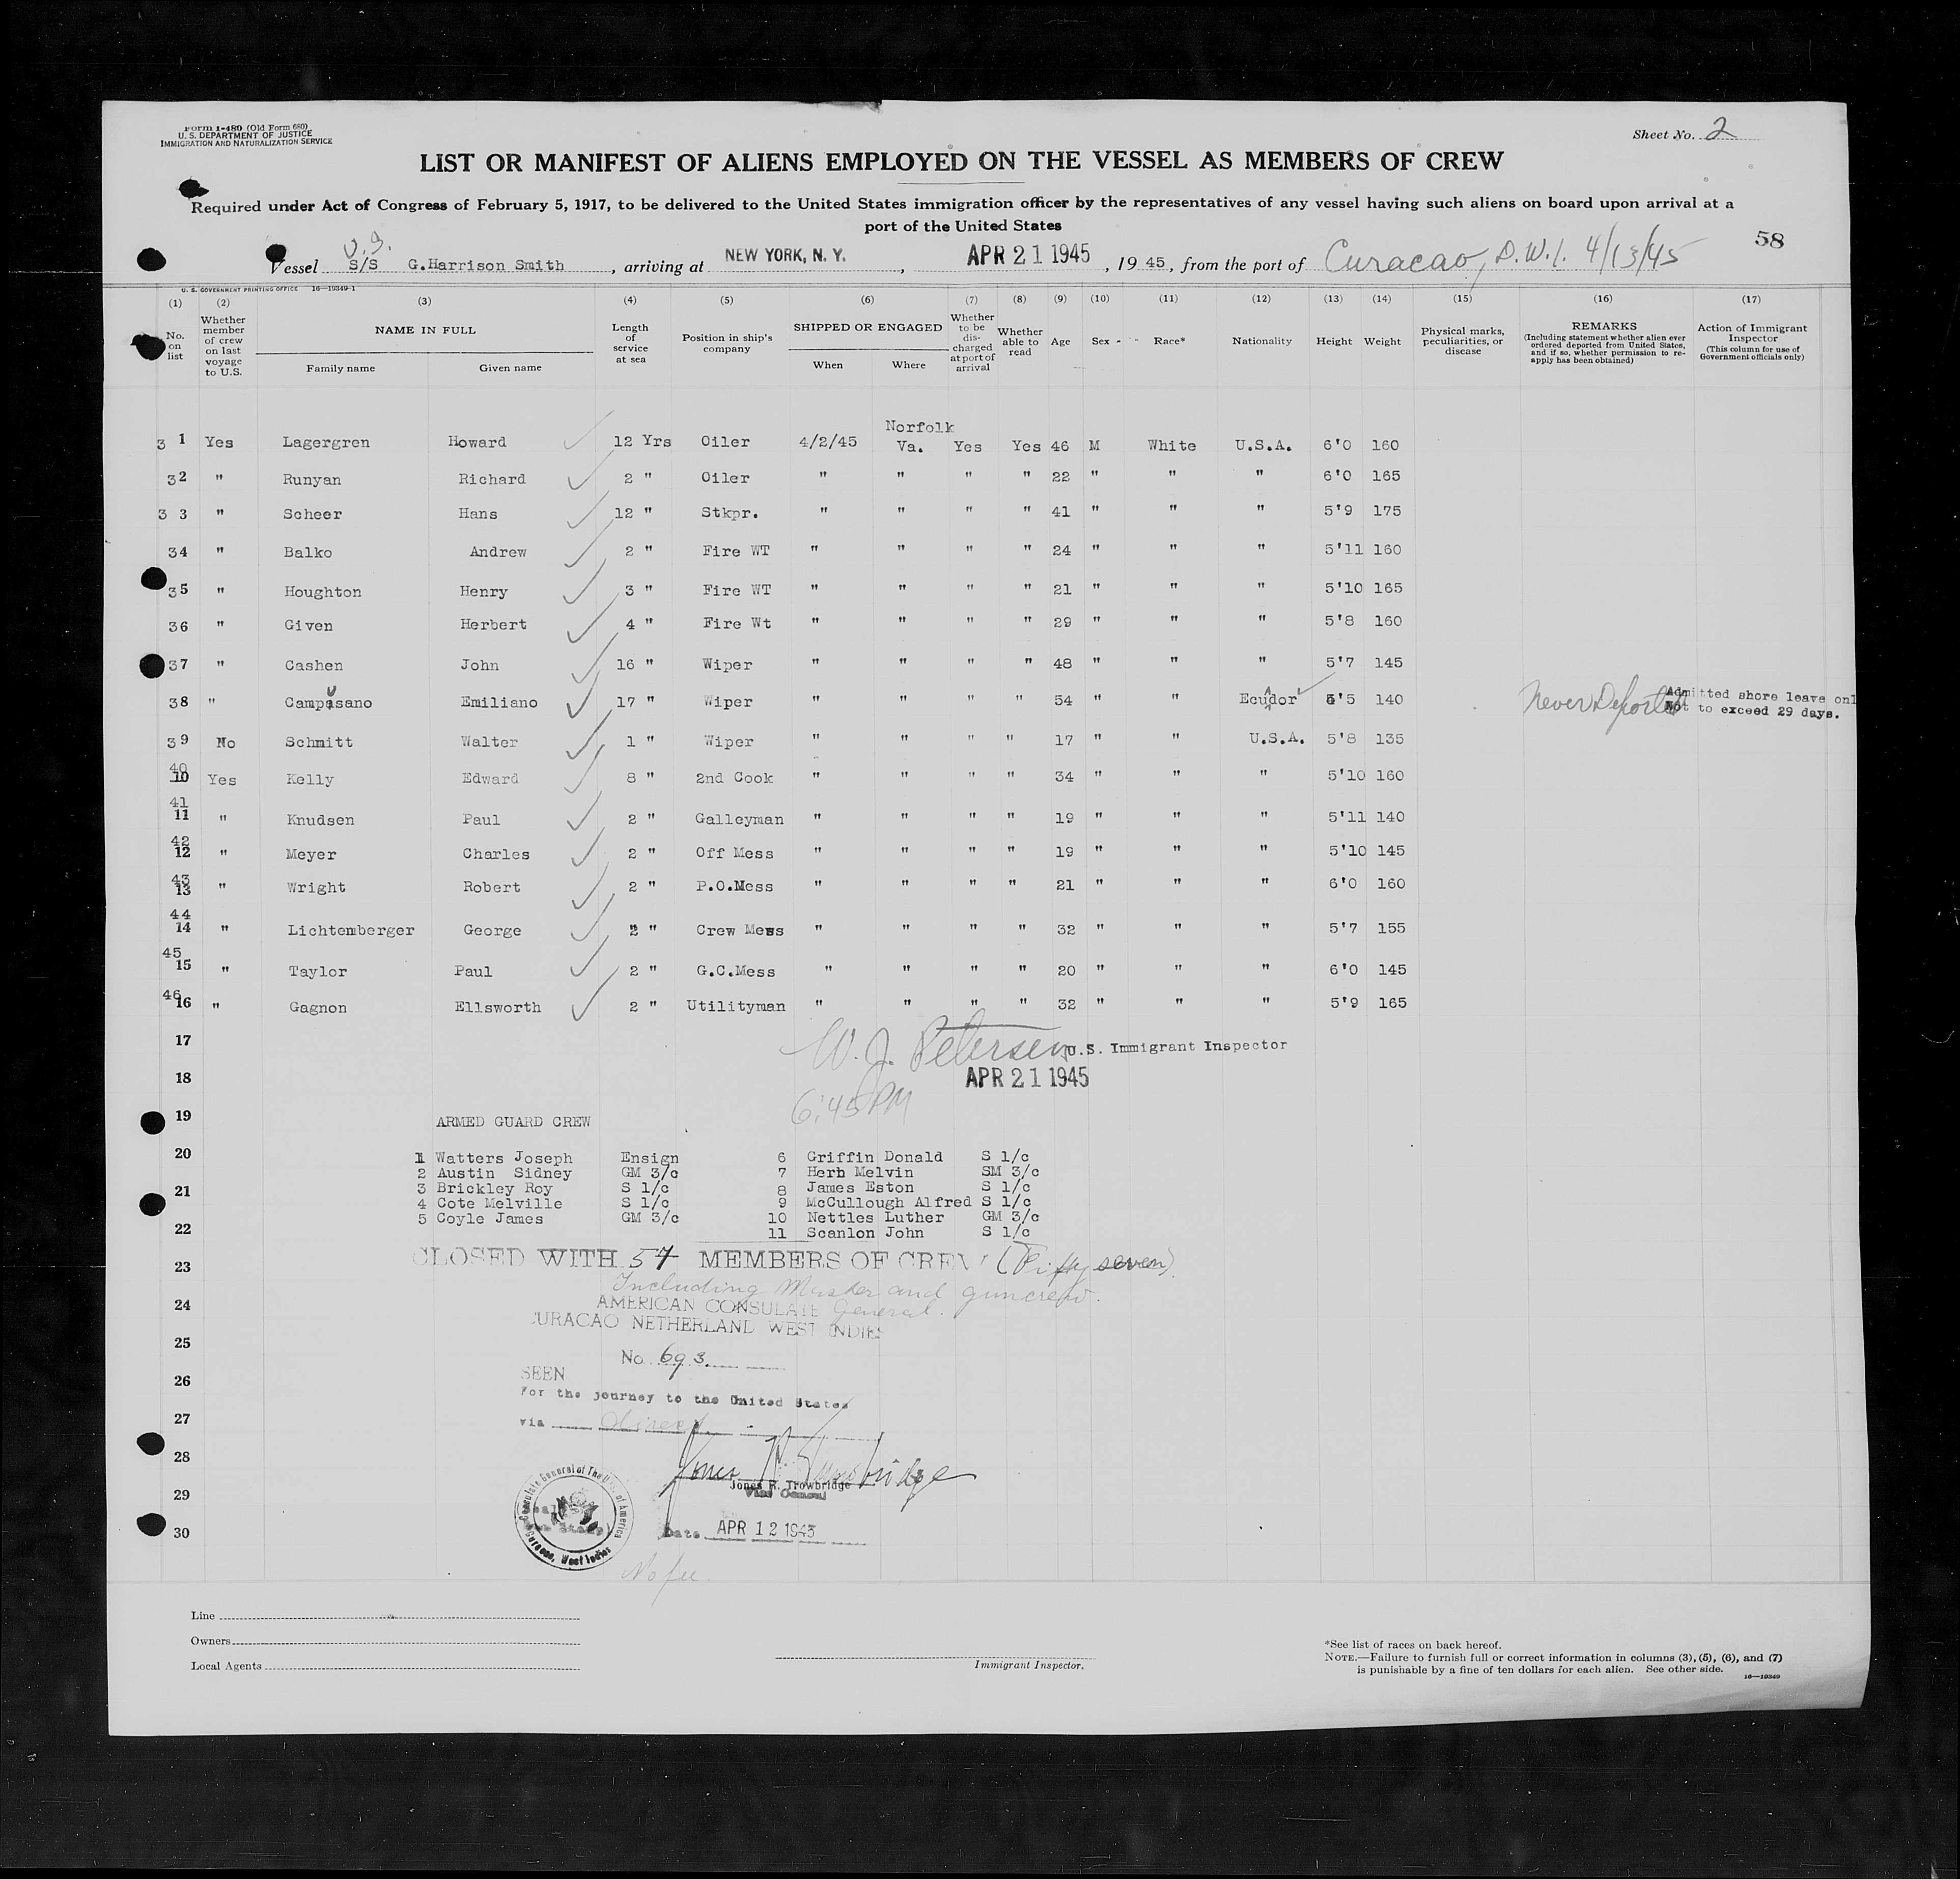 Form I-480 (Old Form 680)
U. S. DEPARTMENT OF JUSTICE
IMMIGRATION AND NATURALIZATION SERVICE
Sheet No. 2
LIST OR MANIFEST OF ALIENS EMPLOYED ON THE VESSEL AS MEMBERS OF CREW
Required under Act of Congress of February 5, 1917, to be delivered to the United States immigration officer by the representatives of any vessel having such aliens on board upon arrival at a
port of the United States
58
Vessel S/S G.Harrison Smith, arriving at NEW YORK, N. Y., APR 21 1945, 1945, from the port of Curacao, D.W.I. 4/13/45
U. S. GOVERNMENT PRINTING OFFICE 16-19349-1
(1) (2) (3) (4) (5) (6) (7) (8) (9) (10) (11) (12) (13) (14) (15) (16) (17)
No. on list
Whether member of crew on last voyage to U.S.
NAME IN FULL
Family name Given name
Length of service at sea
Position in ship's company
SHIPPED OR ENGAGED
When Where
Whether to be discharged at port of arrival
Whether able to read
Age
Sex
Race*
Nationality
Height
Weight
Physical marks, peculiarities, or disease
REMARKS
(Including statement whether alien ever ordered deported from United States, and if so, whether permission to reapply has been obtained)
Action of Immigrant Inspector
(This column for use of Government officials only)
3 1 Yes Lagergren Howard 12 Yrs Oiler 4/2/45 Norfolk Va. Yes Yes 46 M White U.S.A. 6'0 160
32 " Runyan Richard 2 " Oiler " " " " 22 " " " 6'0 165
3 3 " Scheer Hans 12 " Stkpr. " " " " 41 " " " 5'9 175
34 " Balko Andrew 2 " Fire WT " " " " 24 " " " 5'11 160
35 " Houghton Henry 3 " Fire WT " " " " 21 " " " 5'10 165
36 " Given Herbert 4 " Fire Wt " " " " 29 " " " 5'8 160
37 " Cashen John 16 " Wiper " " " " 48 " " " 5'7 145
38 " Campusano Emiliano 17 " Wiper " " " " 54 " " Ecudor 5'5 140 Never Deported Admitted shore leave onl
Not to exceed 29 days.
39 No Schmitt Walter 1 " Wiper " " " " 17 " " U.S.A. 5'8 135
40 10 Yes Kelly Edward 8 " 2nd Cook " " " " 34 " " " 5'10 160
41 11 " Knudsen Paul 2 " Galleyman " " " " 19 " " " 5'11 140
42 12 " Meyer Charles 2 " Off Mess " " " " 19 " " " 5'10 145
43 13 " Wright Robert 2 " P.O.Mess " " " " 21 " " " 6'0 160
44 14 " Lichtemberger George 2 " Crew Mess " " " " 32 " " " 5'7 155
45 15 " Taylor Paul 2 " G.C.Mess " " " " 20 " " " 6'0 145
46 16 " Gagnon Ellsworth 2 " Utilityman " " " " 32 " " " 5'9 165
17 W. J. Petersen U.S. Immigrant Inspector
18 APR 21 1945
6:45 PM
19 ARMED GUARD CREW
20
1 Watters Joseph Ensign 6 Griffin Donald S 1/c
2 Austin Sidney GM 3/c 7 Herb Melvin SM 3/c
21
3 Brickley Roy S 1/c 8 James Eston S 1/c
4 Cote Melville S 1/c 9 McCullough Alfred S 1/c
22
5 Coyle James GM 3/c 10 Nettles Luther GM 3/c
11 Scanlon John S 1/c
23 CLOSED WITH 57 MEMBERS OF CREW (Fifty seven)
Including Master and guncrew.
24 AMERICAN CONSULATE General.
CURACAO NETHERLAND WEST INDIES
25 No. 693
26 SEEN
For the journey to the United States
27 via direct
28
Jones R. Trowbridge
Vice Consul
29
Consulate General of The U. S. of America
Curacao, West Indies
30 Date APR 12 1945
No fee.
Line
Owners
Local Agents
Immigrant Inspector.
*See list of races on back hereof.
NOTE.—Failure to furnish full or correct information in columns (3), (5), (6), and (7)
is punishable by a fine of ten dollars for each alien. See other side. 16—19349